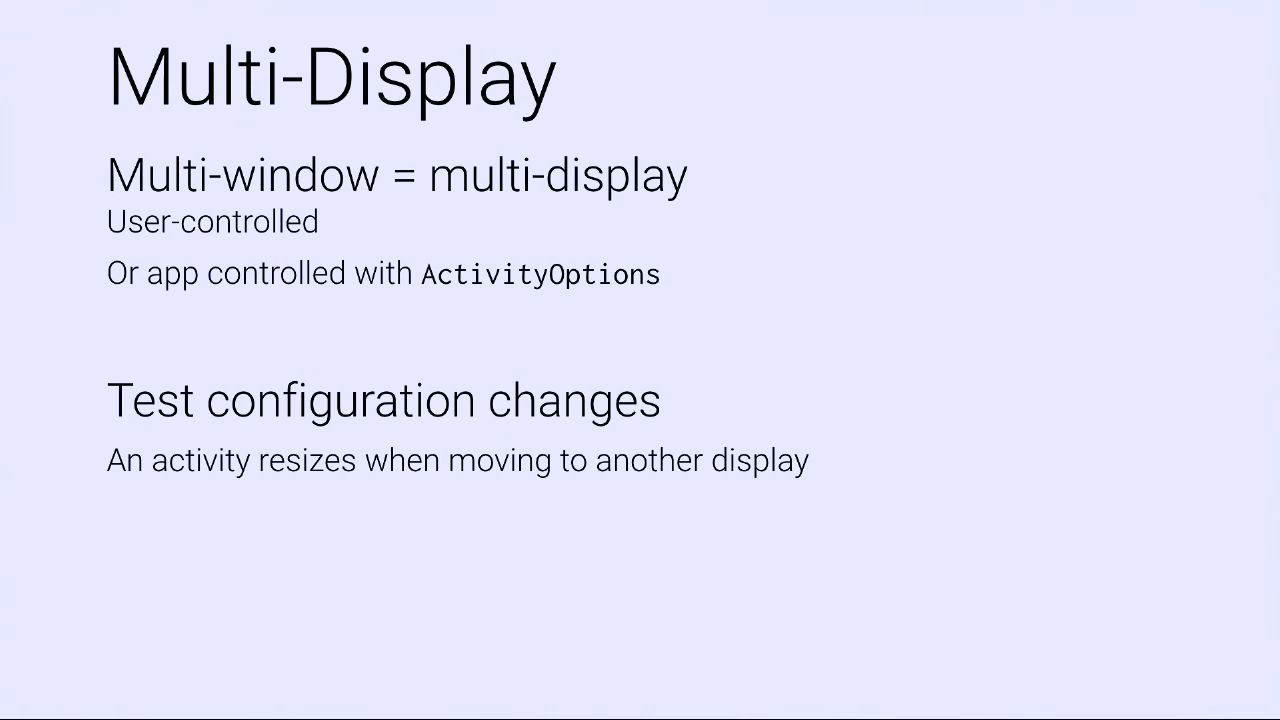 Multi-Display
Multi-window = multi-display
User-controlled
Or app controlled with ActivityOptions
Test configuration changes
An activity resizes when moving to another display